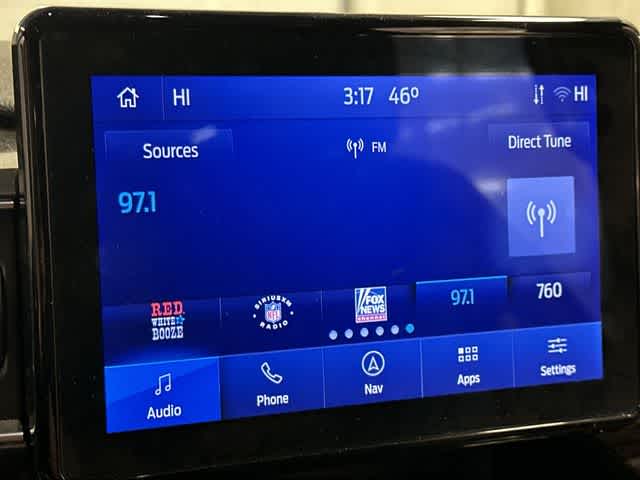 HI 3:17 46° HI
Sources FM Direct Tune
97.1
RED
WHITE
BOOZE
SIRIUSXM
NFL
RADIO
FOX
NEWS
97.1
760
Audio
Phone
Nav
Apps
Settings